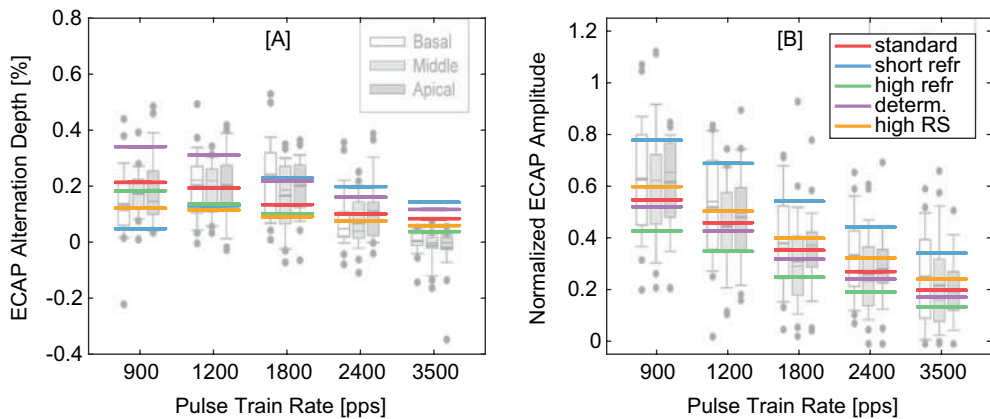 [A]
ECAP Alternation Depth [%]
0.8
0.6
0.4
0.2
0
-0.2
-0.4
Basal
Middle
Apical
900 1200 1800 2400 3500
Pulse Train Rate [pps]
[B]
Normalized ECAP Amplitude
1.2
1
0.8
0.6
0.4
0.2
0
standard
short refr
high refr
determ.
high RS
900 1200 1800 2400 3500
Pulse Train Rate [pps]